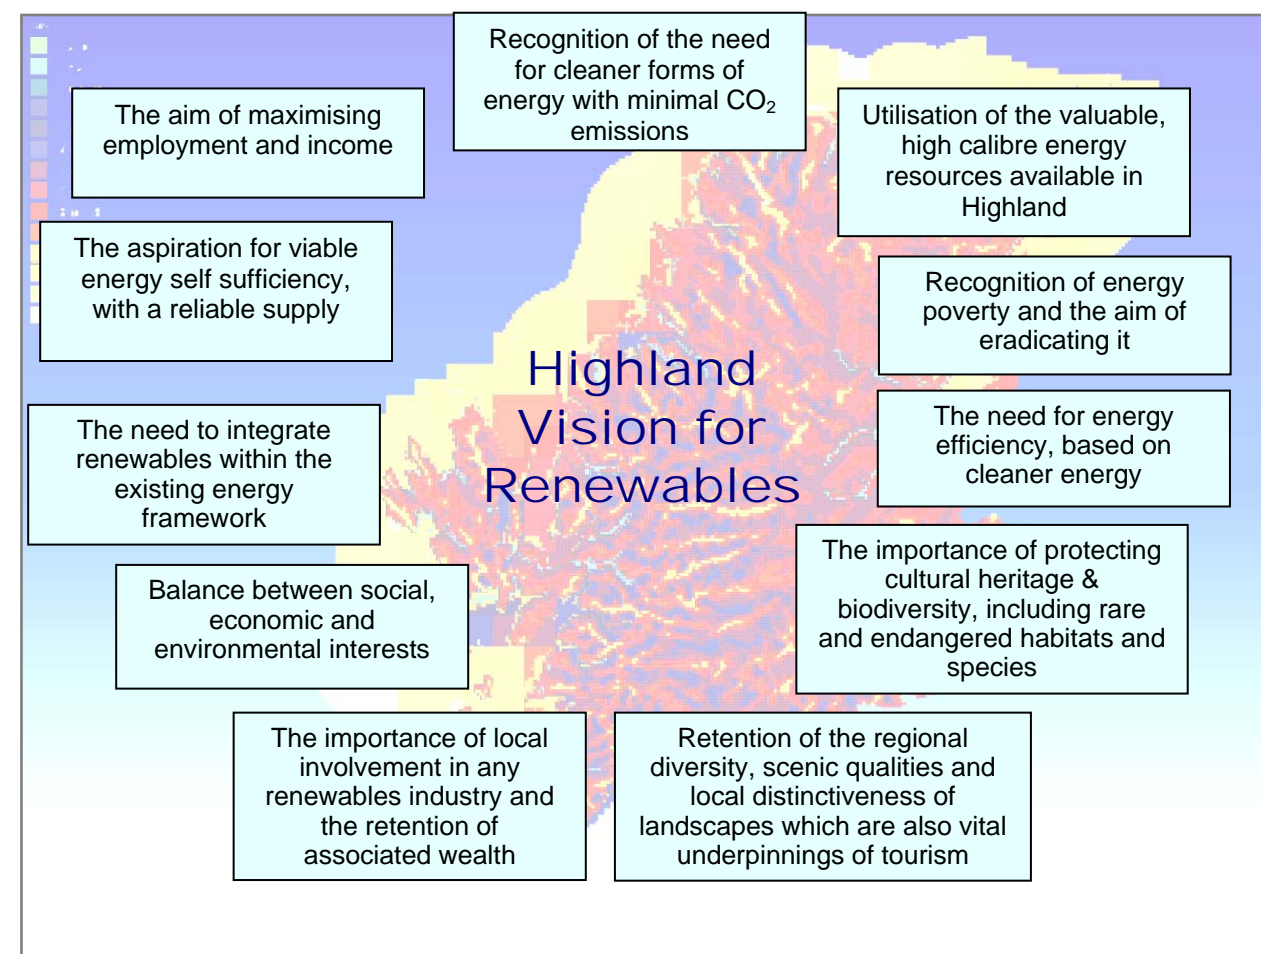 Recognition of the need
for cleaner forms of
energy with minimal CO₂
emissions
The aim of maximising
employment and income
Utilisation of the valuable,
high calibre energy
resources available in
Highland
The aspiration for viable
energy self sufficiency,
with a reliable supply
Recognition of energy
poverty and the aim of
eradicating it
Highland
Vision for
Renewables
The need to integrate
renewables within the
existing energy
framework
The need for energy
efficiency, based on
cleaner energy
Balance between social,
economic and
environmental interests
The importance of protecting
cultural heritage &
biodiversity, including rare
and endangered habitats and
species
The importance of local
involvement in any
renewables industry and
the retention of
associated wealth
Retention of the regional
diversity, scenic qualities and
local distinctiveness of
landscapes which are also vital
underpinnings of tourism